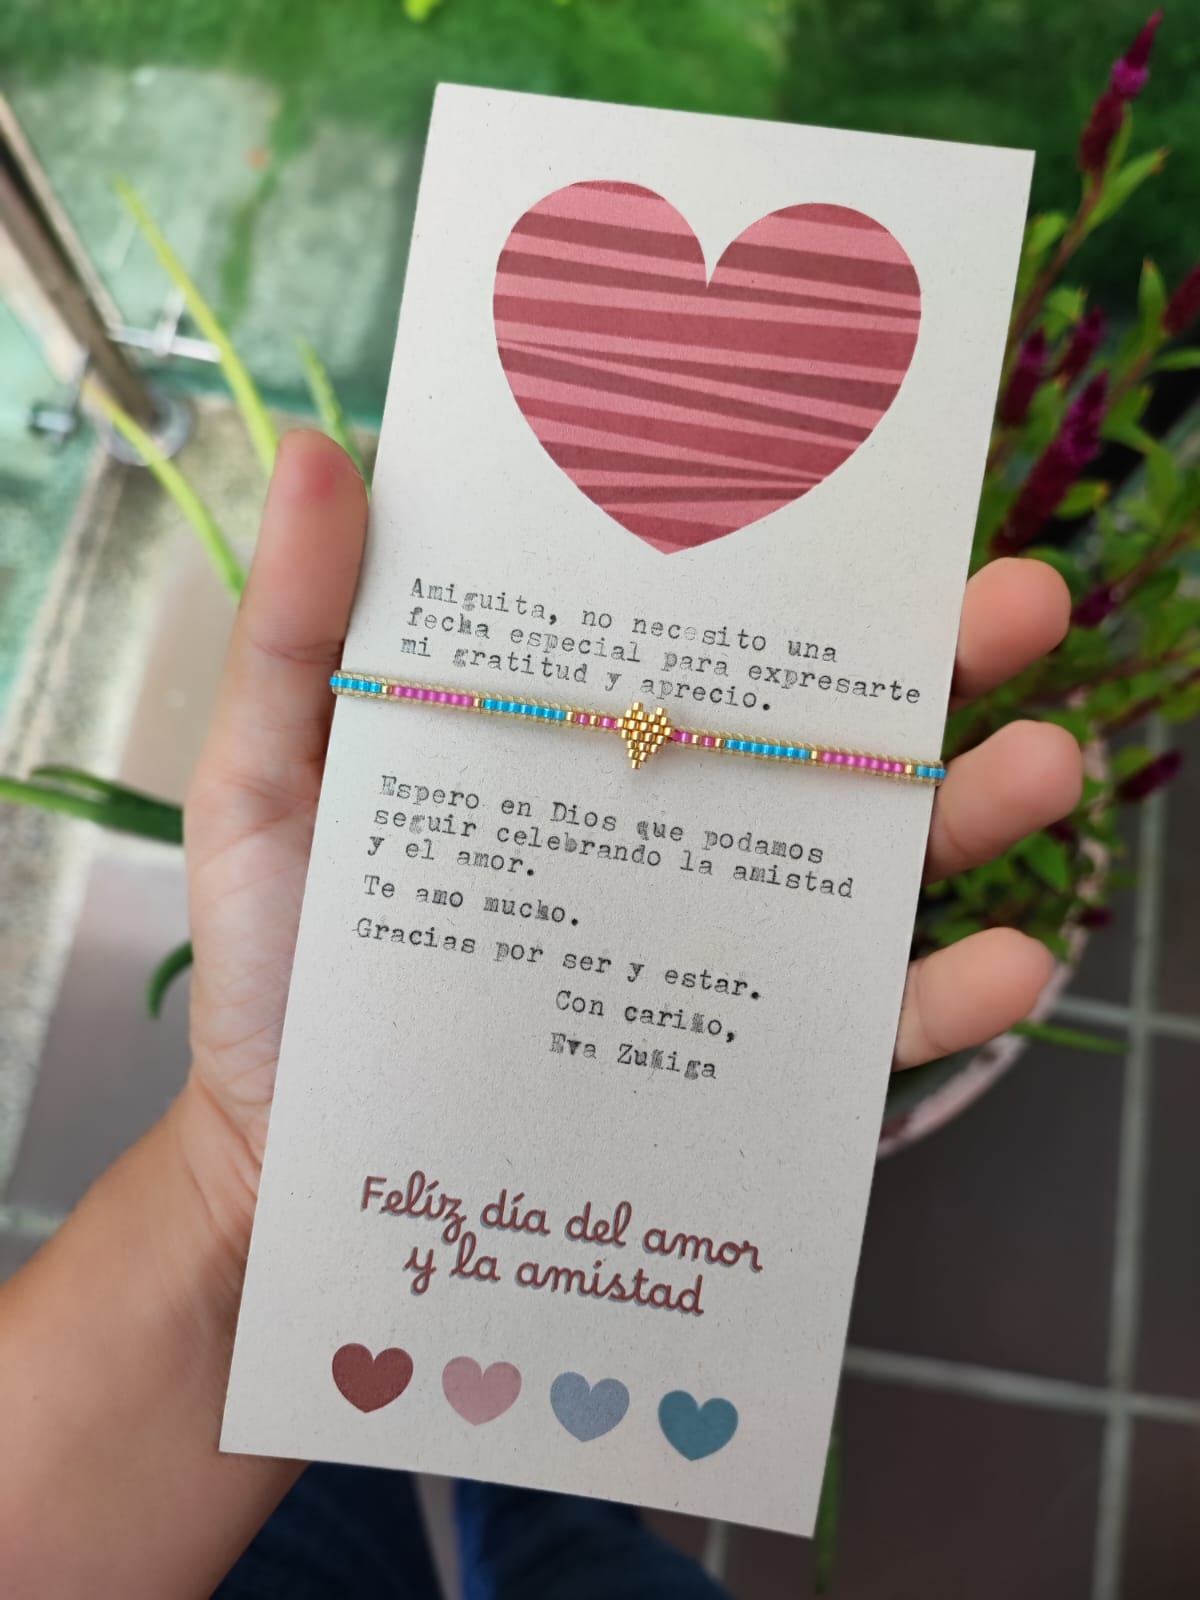 Amiguita, no necesito una
fecha especial para expresarte
mi gratitud y aprecio.
Espero en Dios que podamos
seguir celebrando la amistad
y el amor.
Te amo mucho.
Gracias por ser y estar.
Con cariño,
Eva Zuñiga
Felíz día del amor
y la amistad